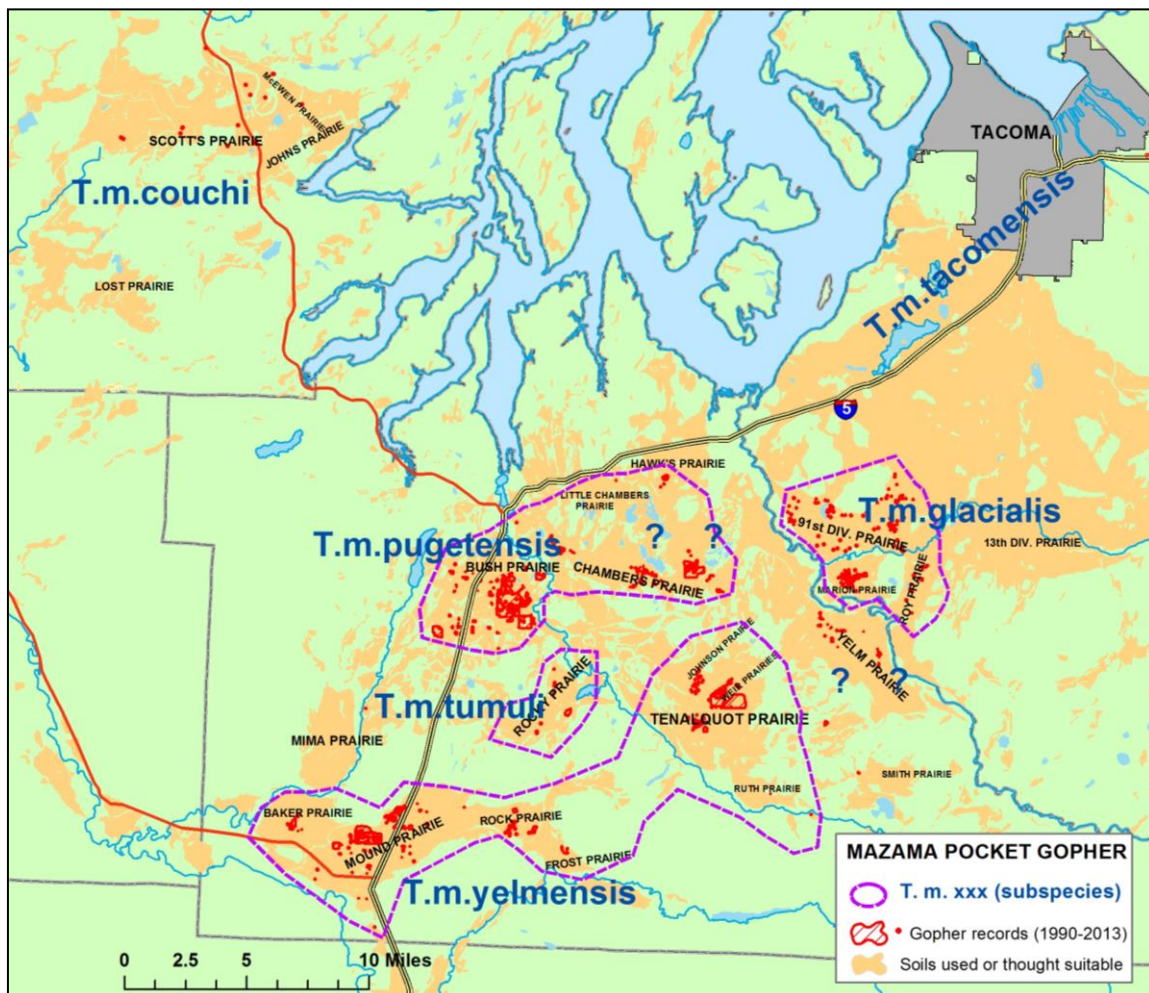 TACOMA
McEWEN PRAIRIE
SCOTT'S PRAIRIE
JOHNS PRAIRIE
T.m.couchi
T.m.tacomensis
LOST PRAIRIE
5
HAWK'S PRAIRIE
LITTLE CHAMBERS
PRAIRIE
T.m.glacialis
91st DIV. PRAIRIE
13th DIV. PRAIRIE
? ?
T.m.pugetensis
BUSH PRAIRIE
CHAMBERS PRAIRIE
MARION PRAIRIE
ROY PRAIRIE
YELM PRAIRIE
? ?
JOHNSON PRAIRIE
WEIR PRAIRIES
TENALQUOT PRAIRIE
T.m.tumuli
ROCKY PRAIRIE
MIMA PRAIRIE
SMITH PRAIRIE
RUTH PRAIRIE
BAKER PRAIRIE
MOUND PRAIRIE
ROCK PRAIRIE
FROST PRAIRIE
T.m.yelmensis
MAZAMA POCKET GOPHER
T. m. xxx (subspecies)
Gopher records (1990-2013)
Soils used or thought suitable
0 2.5 5 10 Miles